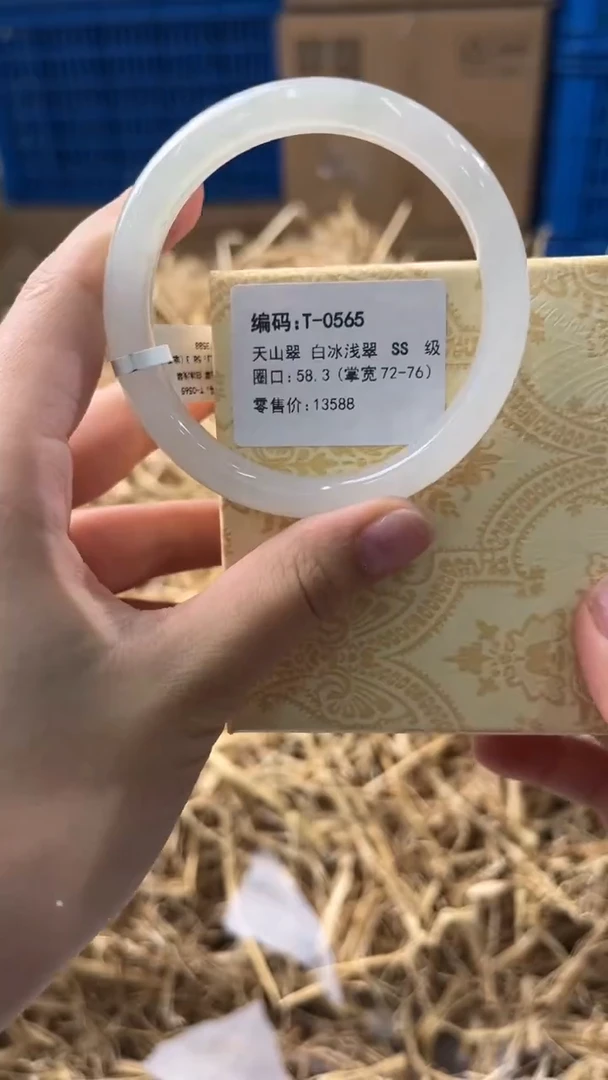 编码:T-0565
天山翠 白冰浅翠 SS 级
圈口:58.3(掌宽72-76)
零售价:13588